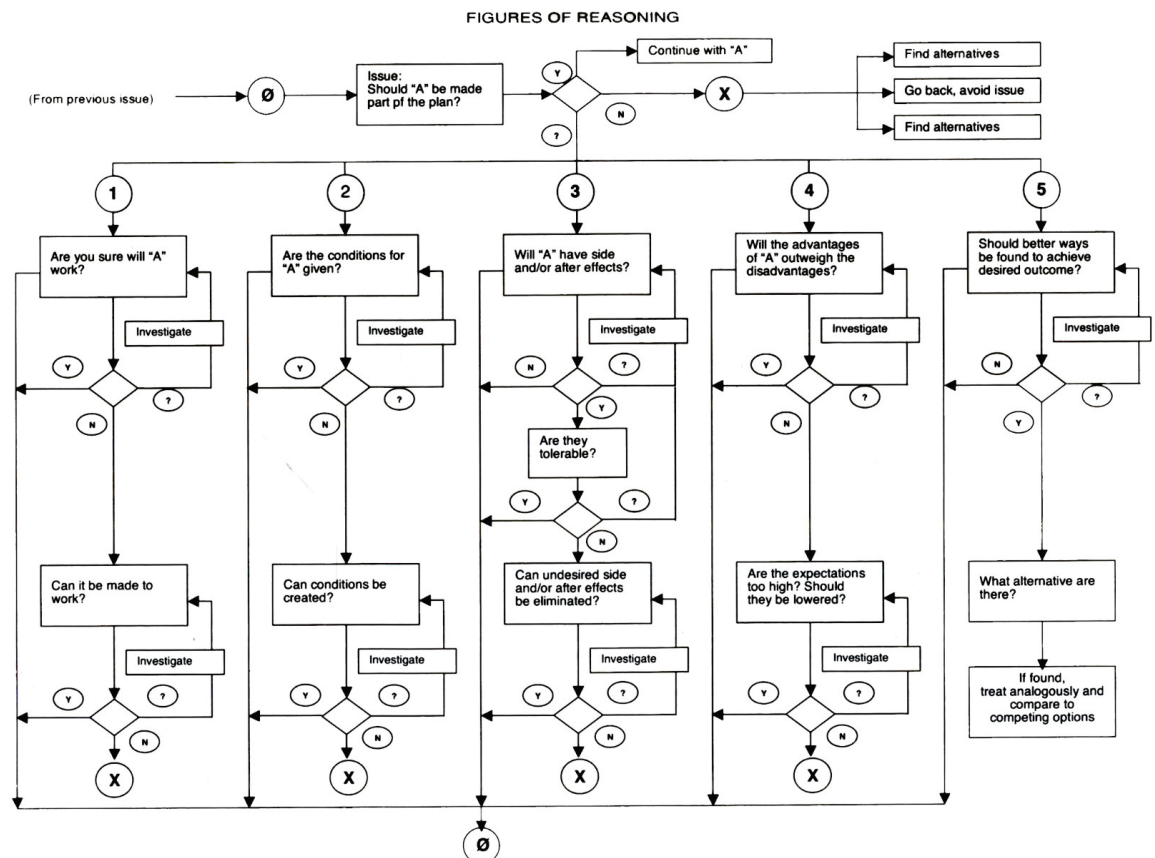 FIGURES OF REASONING
Continue with "A"
Find alternatives
Y
(From previous issue)
Ø
Issue:
Should "A" be made
part pf the plan?
X
Go back, avoid issue
N
?
Find alternatives
1
2
3
4
5
Are you sure will "A"
work?
Are the conditions for
"A" given?
Will "A" have side
and/or after effects?
Will the advantages
of "A" outweigh the
disadvantages?
Should better ways
be found to achieve
desired outcome?
Investigate
Investigate
Investigate
Investigate
Investigate
Y
?
N
Y
?
N
N
?
Y
Y
?
N
N
?
Y
Are they
tolerable?
Y
?
N
Can it be made to
work?
Can conditions be
created?
Can undesired side
and/or after effects
be eliminated?
Are the expectations
too high? Should
they be lowered?
What alternative are
there?
Investigate
Investigate
Investigate
Investigate
If found,
treat analogously and
compare to
competing options
Y
?
N
Y
?
N
Y
?
N
Y
?
N
X
X
X
X
Ø